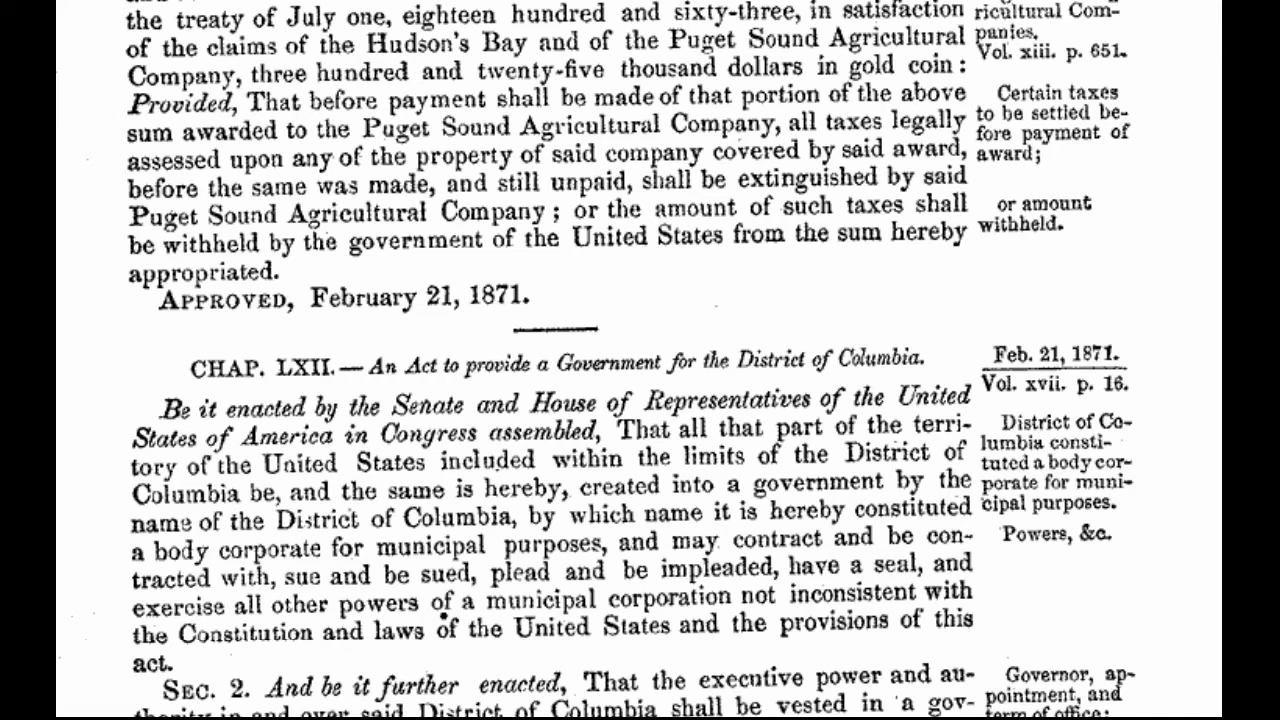 the treaty of July one, eighteen hundred and sixty-three, in satisfaction
of the claims of the Hudson's Bay and of the Puget Sound Agricultural
Company, three hundred and twenty-five thousand dollars in gold coin:
Provided, That before payment shall be made of that portion of the above
sum awarded to the Puget Sound Agricultural Company, all taxes legally
assessed upon any of the property of said company covered by said award,
before the same was made, and still unpaid, shall be extinguished by said
Puget Sound Agricultural Company; or the amount of such taxes shall
be withheld by the government of the United States from the sum hereby
appropriated.
APPROVED, February 21, 1871.
ricultural Com-
panies.
Vol. xiii. p. 651.
Certain taxes
to be settled be-
fore payment of
award;
or amount
withheld.
CHAP. LXII. — An Act to provide a Government for the District of Columbia.
Be it enacted by the Senate and House of Representatives of the United
States of America in Congress assembled, That all that part of the terri-
tory of the United States included within the limits of the District of
Columbia be, and the same is hereby, created into a government by the
name of the District of Columbia, by which name it is hereby constituted
a body corporate for municipal purposes, and may contract and be con-
tracted with, sue and be sued, plead and be impleaded, have a seal, and
exercise all other powers of a municipal corporation not inconsistent with
the Constitution and laws of the United States and the provisions of this
act.
Feb. 21, 1871.
Vol. xvii. p. 16.
District of Co-
lumbia consti-
tuted a body cor-
porate for muni-
cipal purposes.
Powers, &c.
SEC. 2. And be it further enacted, That the executive power and au-
thority in and over said District of Columbia shall be vested in a gov-
Governor, ap-
pointment, and
term of office;